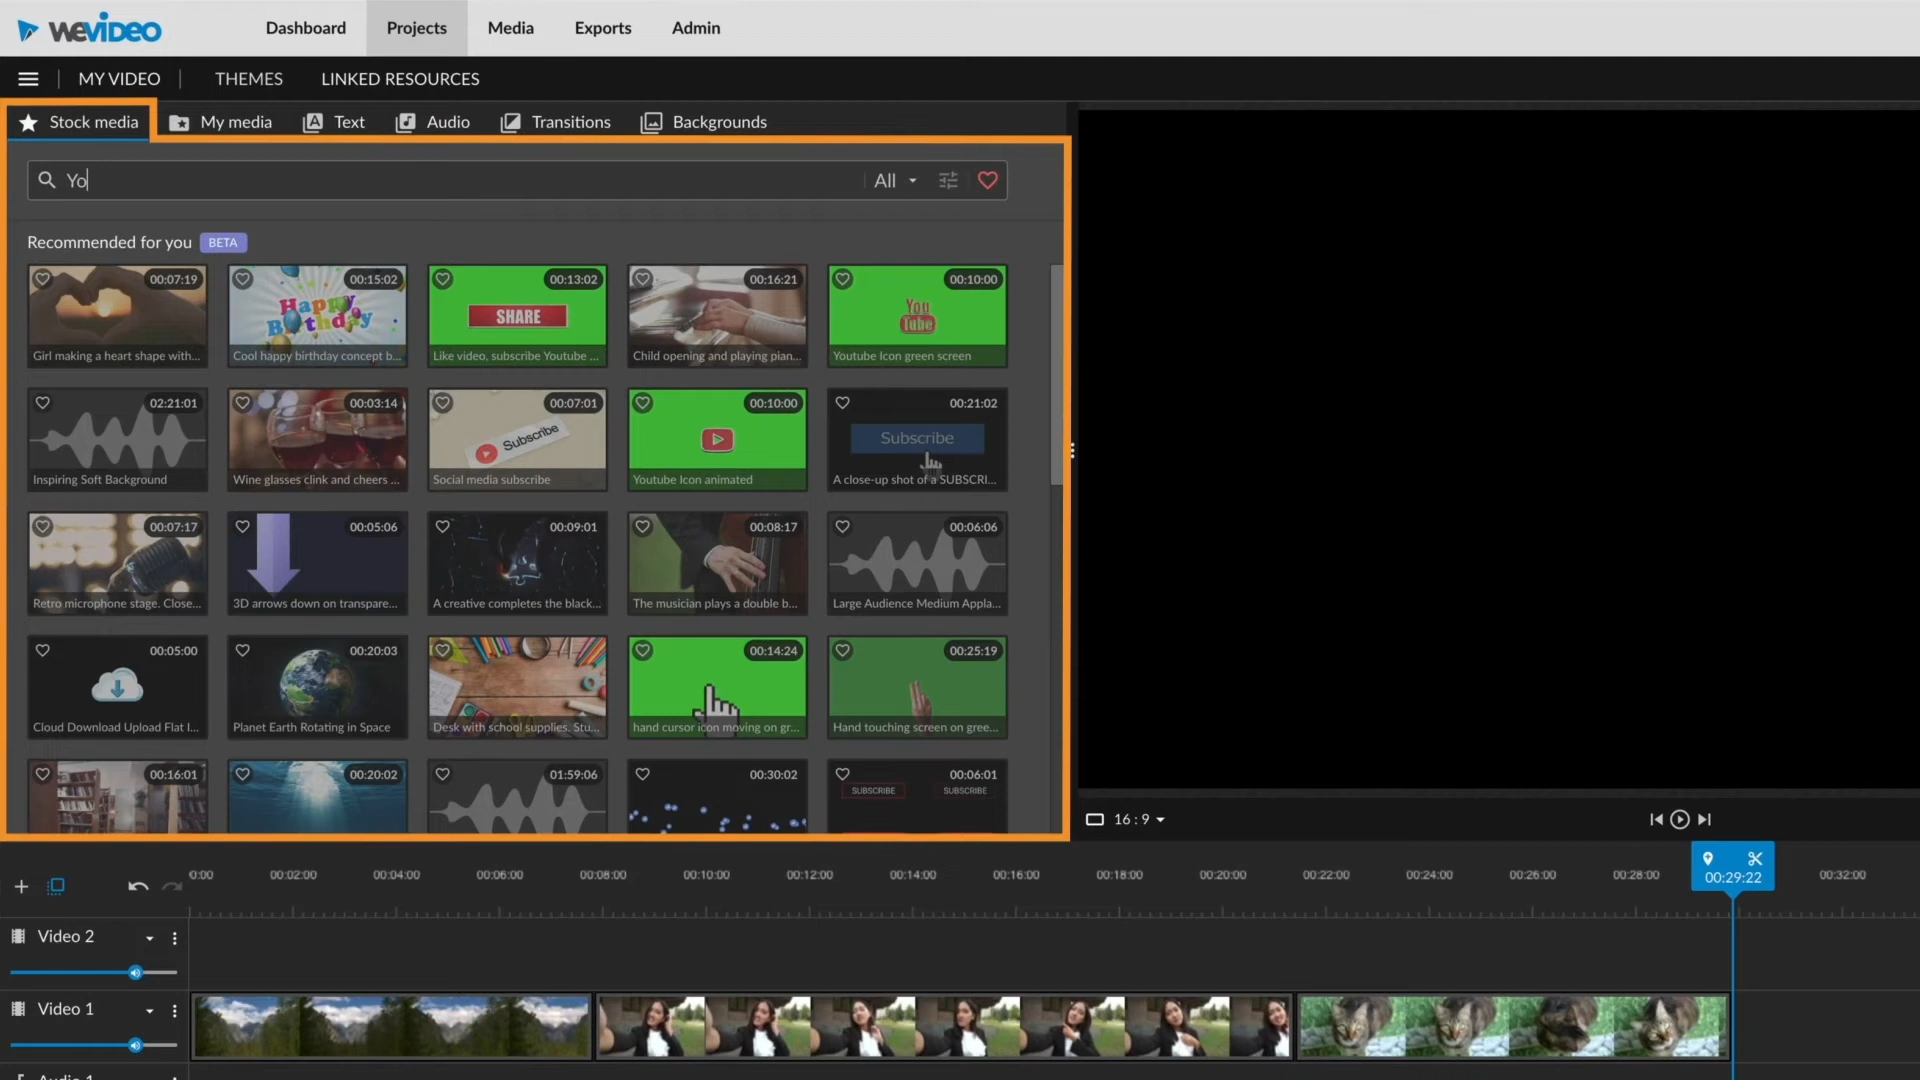 WEVIDEO
Dashboard Projects Media Exports Admin
MY VIDEO THEMES LINKED RESOURCES
Stock media My media Text Audio Transitions Backgrounds
Yo All
Recommended for you BETA
00:07:19 00:15:02 00:13:02 00:16:21 00:10:00
Happy Birthday SHARE You Tube
Girl making a heart shape with... Cool happy birthday concept b... Like video, subscribe Youtube ... Child opening and playing pian... Youtube Icon green screen
02:21:01 00:03:14 00:07:01 00:10:00 00:21:02
Subscribe Subscribe
Inspiring Soft Background Wine glasses clink and cheers ... Social media subscribe Youtube Icon animated A close-up shot of a SUBSCRI...
00:07:17 00:05:06 00:09:01 00:08:17 00:06:06
Retro microphone stage. Close... 3D arrows down on transpare... A creative completes the black... The musician plays a double b... Large Audience Medium Appla...
00:05:00 00:20:03 00:14:24 00:25:19
Cloud Download Upload Flat I... Planet Earth Rotating in Space Desk with school supplies. Stu... hand cursor icon moving on gr... Hand touching screen on gree...
00:16:01 00:20:02 01:59:06 00:30:02 00:06:01
SUBSCRIBE SUBSCRIBE
16 : 9
0:00 00:02:00 00:04:00 00:06:00 00:08:00 00:10:00 00:12:00 00:14:00 00:16:00 00:18:00 00:20:00 00:22:00 00:24:00 00:26:00 00:28:00 00:29:22 00:32:00
Video 2
Video 1
Audio 1